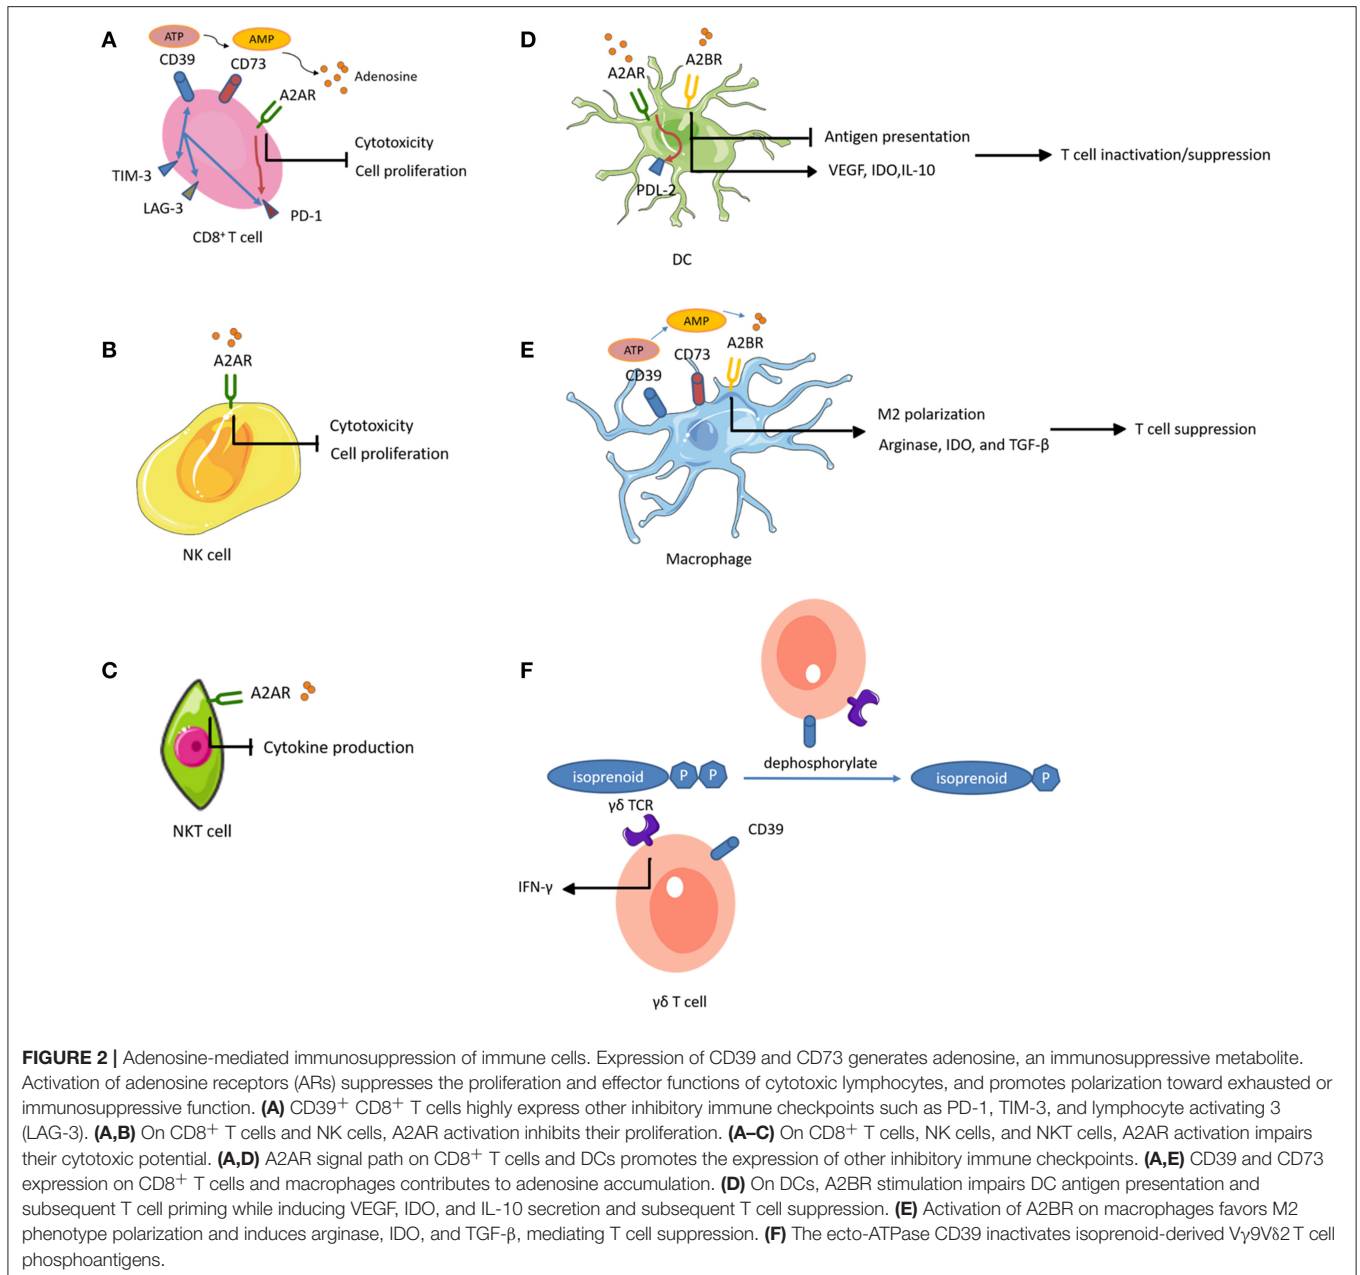 A
ATP
AMP
CD39
CD73
Adenosine
A2AR
Cytotoxicity
Cell proliferation
TIM-3
LAG-3
PD-1
CD8⁺ T cell
D
A2AR
A2BR
Antigen presentation
VEGF, IDO,IL-10
T cell inactivation/suppression
PDL-2
DC
B
A2AR
Cytotoxicity
Cell proliferation
NK cell
E
AMP
ATP
CD73
A2BR
CD39
M2 polarization
Arginase, IDO, and TGF-β
T cell suppression
Macrophage
C
A2AR
Cytokine production
NKT cell
F
dephosphorylate
isoprenoid P P
isoprenoid P
γδ TCR
CD39
IFN-γ
γδ T cell
FIGURE 2 | Adenosine-mediated immunosuppression of immune cells. Expression of CD39 and CD73 generates adenosine, an immunosuppressive metabolite.
Activation of adenosine receptors (ARs) suppresses the proliferation and effector functions of cytotoxic lymphocytes, and promotes polarization toward exhausted or
immunosuppressive function. (A) CD39⁺ CD8⁺ T cells highly express other inhibitory immune checkpoints such as PD-1, TIM-3, and lymphocyte activating 3
(LAG-3). (A,B) On CD8⁺ T cells and NK cells, A2AR activation inhibits their proliferation. (A–C) On CD8⁺ T cells, NK cells, and NKT cells, A2AR activation impairs
their cytotoxic potential. (A,D) A2AR signal path on CD8⁺ T cells and DCs promotes the expression of other inhibitory immune checkpoints. (A,E) CD39 and CD73
expression on CD8⁺ T cells and macrophages contributes to adenosine accumulation. (D) On DCs, A2BR stimulation impairs DC antigen presentation and
subsequent T cell priming while inducing VEGF, IDO, and IL-10 secretion and subsequent T cell suppression. (E) Activation of A2BR on macrophages favors M2
phenotype polarization and induces arginase, IDO, and TGF-β, mediating T cell suppression. (F) The ecto-ATPase CD39 inactivates isoprenoid-derived Vγ9Vδ2 T cell
phosphoantigens.